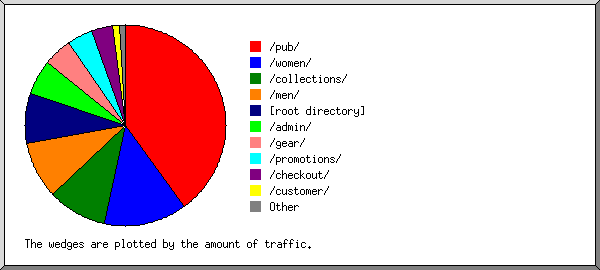 /pub/
/women/
/collections/
/men/
[root directory]
/admin/
/gear/
/promotions/
/checkout/
/customer/
Other
The wedges are plotted by the amount of traffic.